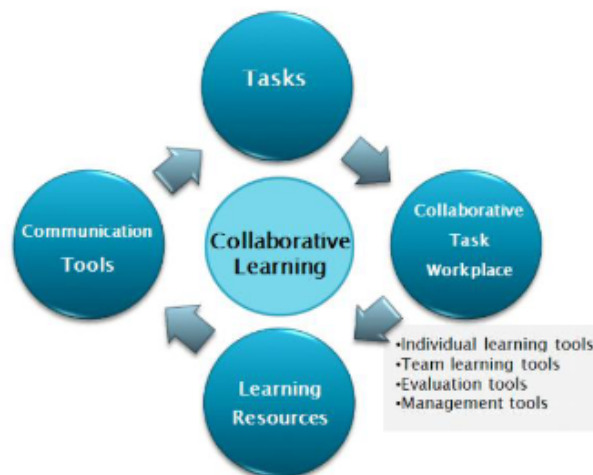 Tasks
Communication
Tools
Collaborative
Learning
Collaborative
Task
Workplace
•Individual learning tools
•Team learning tools
•Evaluation tools
•Management tools
Learning
Resources